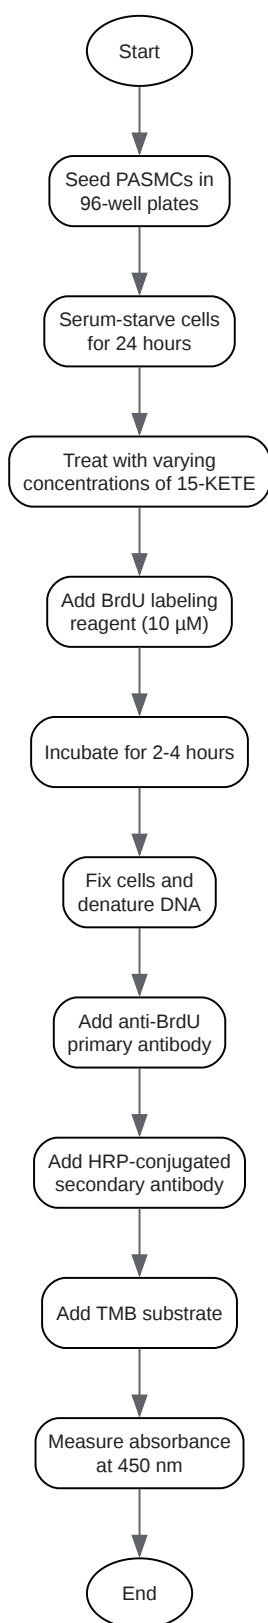 Start
Seed PASMCs in
96-well plates
Serum-starve cells
for 24 hours
Treat with varying
concentrations of 15-KETE
Add BrdU labeling
reagent (10 µM)
Incubate for 2-4 hours
Fix cells and
denature DNA
Add anti-BrdU
primary antibody
Add HRP-conjugated
secondary antibody
Add TMB substrate
Measure absorbance
at 450 nm
End